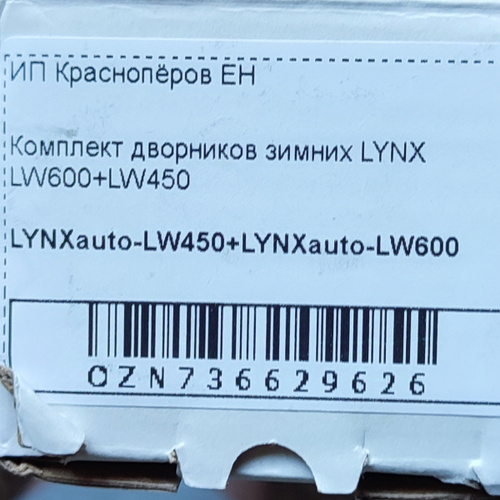 ИП Краснопёров ЕН
Комплект дворников зимних LYNX
LW600+LW450
LYNXauto-LW450+LYNXauto-LW600
OZN736629626